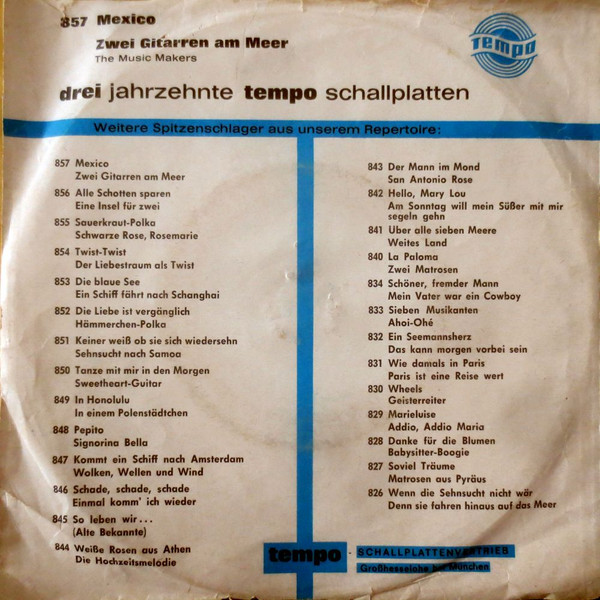 857 Mexico
Zwei Gitarren am Meer
The Music Makers
TEMPO
drei jahrzehnte tempo schallplatten
Weitere Spitzenschlager aus unserem Repertoire:
857 Mexico
Zwei Gitarren am Meer
856 Alle Schotten sparen
Eine Insel für zwei
855 Sauerkraut-Polka
Schwarze Rose, Rosemarie
854 Twist-Twist
Der Liebestraum als Twist
853 Die blaue See
Ein Schiff fährt nach Schanghai
852 Die Liebe ist vergänglich
Hämmerchen-Polka
851 Keiner weiß ob sie sich wiedersehn
Sehnsucht nach Samoa
850 Tanze mit mir in den Morgen
Sweetheart-Guitar
849 In Honolulu
In einem Polenstädtchen
848 Pepito
Signorina Bella
847 Kommt ein Schiff nach Amsterdam
Wolken, Wellen und Wind
846 Schade, schade, schade
Einmal komm' ich wieder
845 So leben wir...
(Alte Bekannte)
844 Weiße Rosen aus Athen
Die Hochzeitsmelodie
843 Der Mann im Mond
San Antonio Rose
842 Hello, Mary Lou
Am Sonntag will mein Süßer mit mir
segeln gehn
841 Uber alle sieben Meere
Weites Land
840 La Paloma
Zwei Matrosen
834 Schöner, fremder Mann
Mein Vater war ein Cowboy
833 Sieben Musikanten
Ahoi-Ohé
832 Ein Seemannsherz
Das kann morgen vorbei sein
831 Wie damals in Paris
Paris ist eine Reise wert
830 Wheels
Geisterreiter
829 Marieluise
Addio, Addio Maria
828 Danke für die Blumen
Babysitter-Boogie
827 Soviel Träume
Matrosen aus Pyräus
826 Wenn die Sehnsucht nicht wär
Denn sie fahren hinaus auf das Meer
tempo SCHALLPLATTENVERTRIEB
Großhesselohe bei München